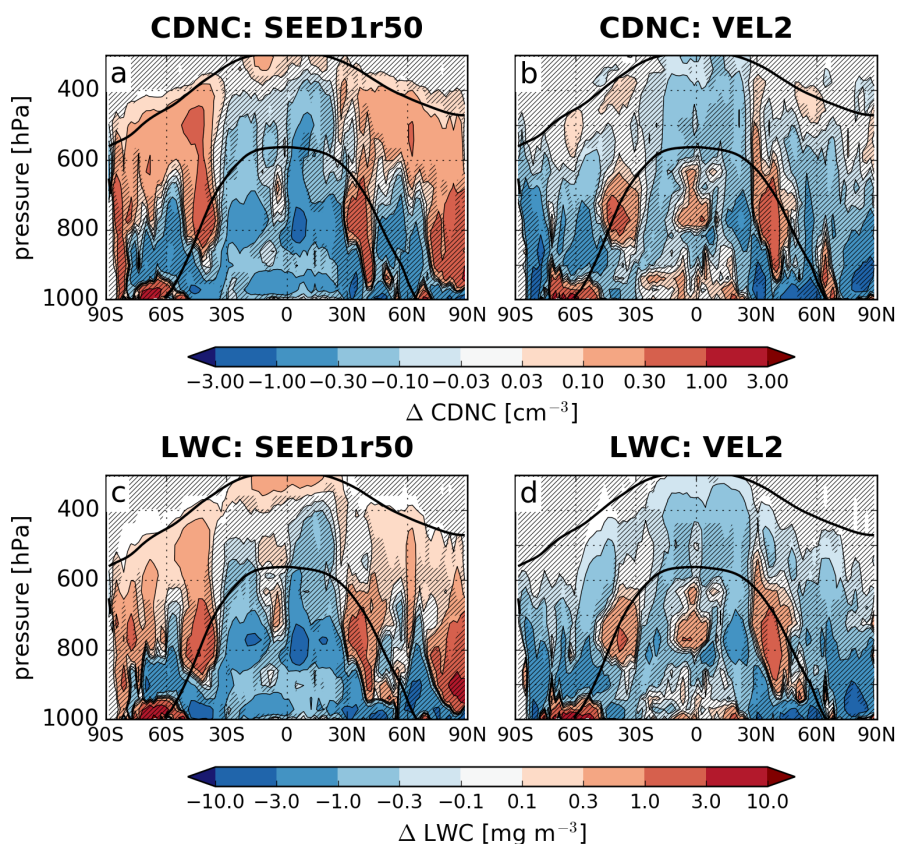 CDNC: SEED1r50 CDNC: VEL2
a b
pressure [hPa]
400
600
800
1000
90S 60S 30S 0 30N 60N 90N 90S 60S 30S 0 30N 60N 90N
−3.00 −1.00 −0.30 −0.10 −0.03 0.03 0.10 0.30 1.00 3.00
Δ CDNC [cm⁻³]
LWC: SEED1r50 LWC: VEL2
c d
pressure [hPa]
400
600
800
1000
90S 60S 30S 0 30N 60N 90N 90S 60S 30S 0 30N 60N 90N
−10.0 −3.0 −1.0 −0.3 −0.1 0.1 0.3 1.0 3.0 10.0
Δ LWC [mg m⁻³]